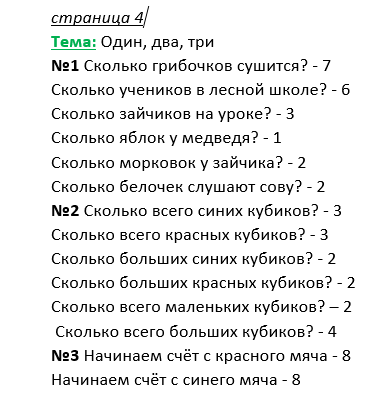 страница 4/
Тема: Один, два, три
№1 Сколько грибочков сушится? - 7
Сколько учеников в лесной школе? - 6
Сколько зайчиков на уроке? - 3
Сколько яблок у медведя? - 1
Сколько морковок у зайчика? - 2
Сколько белочек слушают сову? - 2
№2 Сколько всего синих кубиков? - 3
Сколько всего красных кубиков? - 3
Сколько больших синих кубиков? - 2
Сколько больших красных кубиков? - 2
Сколько всего маленьких кубиков? – 2
Сколько всего больших кубиков? - 4
№3 Начинаем счёт с красного мяча - 8
Начинаем счёт с синего мяча - 8